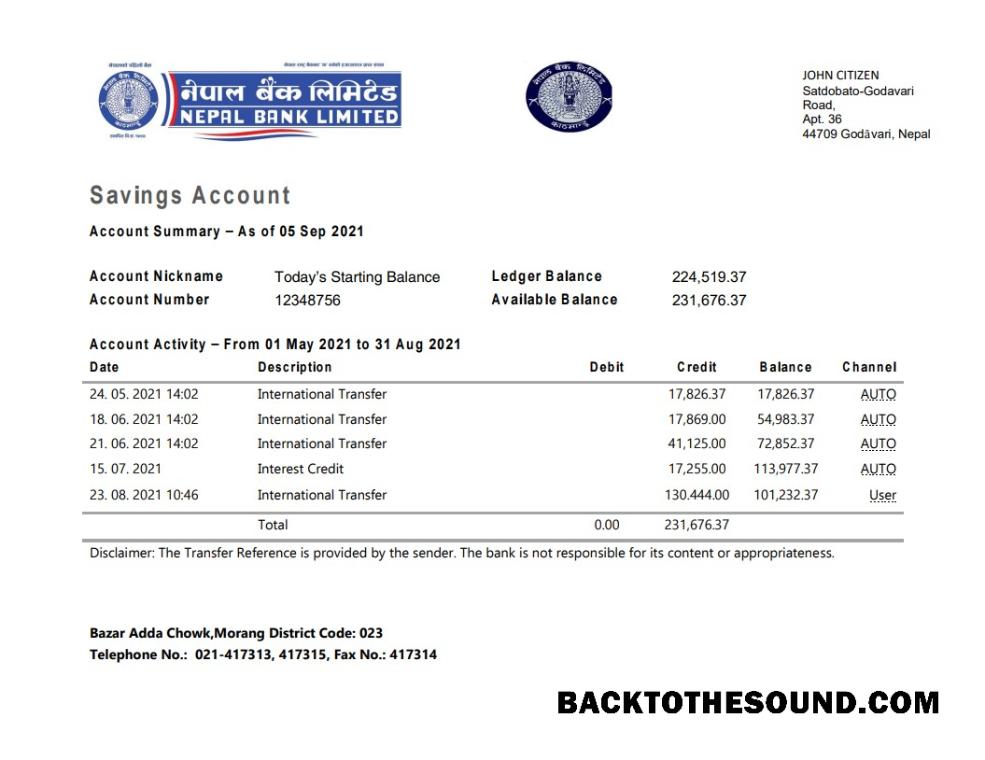 नेपाल बैंक लिमिटेड
NEPAL BANK LIMITED
JOHN CITIZEN
Satdobato-Godavari
Road,
Apt. 36
44709 Godāvari, Nepal
Savings Account
Account Summary – As of 05 Sep 2021
Account Nickname Today's Starting Balance Ledger Balance 224,519.37
Account Number 12348756 Available Balance 231,676.37
Account Activity – From 01 May 2021 to 31 Aug 2021
Date Description Debit Credit Balance Channel
24. 05. 2021 14:02 International Transfer 17,826.37 17,826.37 AUTO
18. 06. 2021 14:02 International Transfer 17,869.00 54,983.37 AUTO
21. 06. 2021 14:02 International Transfer 41,125.00 72,852.37 AUTO
15. 07. 2021 Interest Credit 17,255.00 113,977.37 AUTO
23. 08. 2021 10:46 International Transfer 130.444.00 101,232.37 User
Total 0.00 231,676.37
Disclaimer: The Transfer Reference is provided by the sender. The bank is not responsible for its content or appropriateness.
Bazar Adda Chowk,Morang District Code: 023
Telephone No.: 021-417313, 417315, Fax No.: 417314
BACKTOTHESOUND.COM